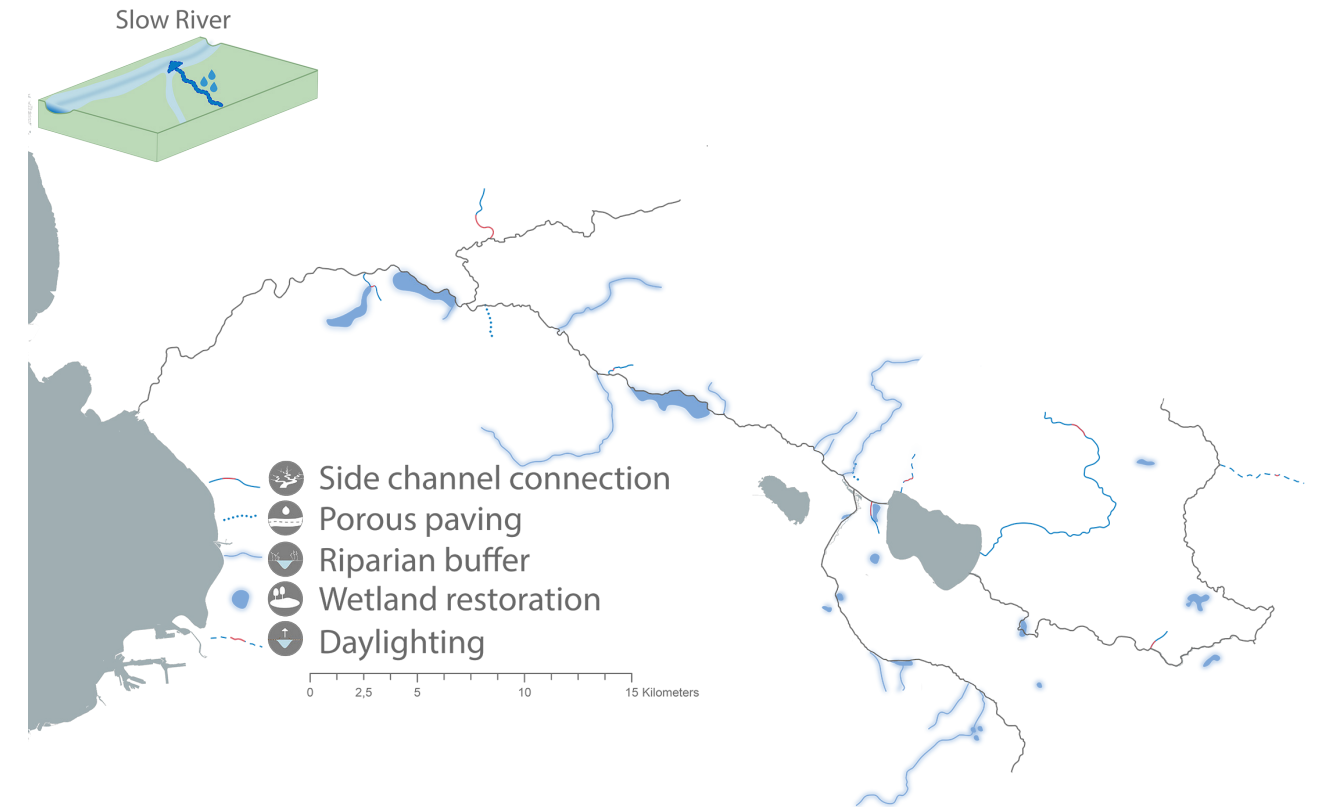 Slow River
Side channel connection
Porous paving
Riparian buffer
Wetland restoration
Daylighting
0 2,5 5 10 15 Kilometers